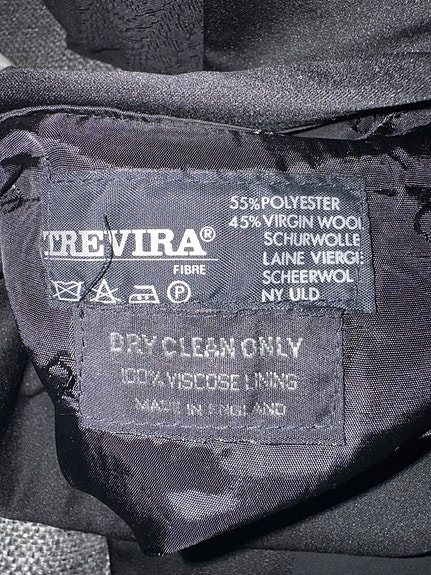 TREVIRA®
FIBRE
55% POLYESTER
45% VIRGIN WOOL
SCHURWOLLE
LAINE VIERGE
SCHEERWOL
NY ULD
P
DRY CLEAN ONLY
100% VISCOSE LINING
MADE IN ENGLAND